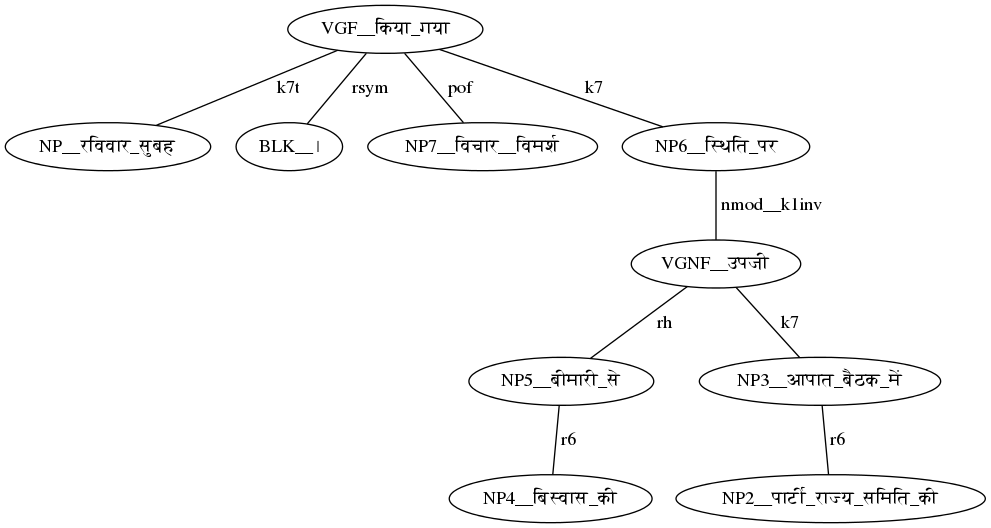 VGF__किया_गया
k7t
rsym
pof
k7
NP__रविवार_सुबह
BLK__।
NP7__विचार__विमर्श
NP6__स्थिति_पर
nmod__k1inv
VGNF__उपजी
rh
k7
NP5__बीमारी_से
NP3__आपात_बैठक_में
r6
r6
NP4__बिस्वास_की
NP2__पार्टी_राज्य_समिति_की